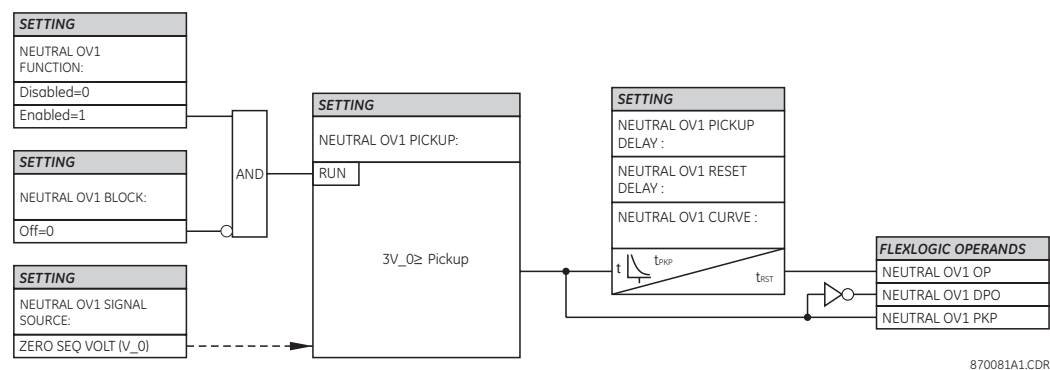 SETTING
NEUTRAL OV1
FUNCTION:
Disabled=0
Enabled=1
SETTING
NEUTRAL OV1 BLOCK:
Off=0
SETTING
NEUTRAL OV1 SIGNAL
SOURCE:
ZERO SEQ VOLT (V_0)
AND
SETTING
NEUTRAL OV1 PICKUP:
RUN
3V_0≥ Pickup
SETTING
NEUTRAL OV1 PICKUP
DELAY :
NEUTRAL OV1 RESET
DELAY :
NEUTRAL OV1 CURVE :
t
tPKP
tRST
FLEXLOGIC OPERANDS
NEUTRAL OV1 OP
NEUTRAL OV1 DPO
NEUTRAL OV1 PKP
870081A1.CDR